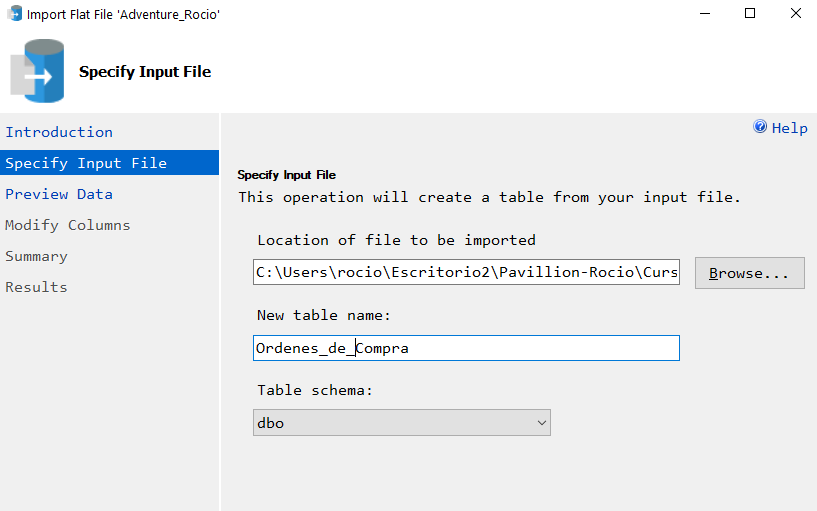 Import Flat File 'Adventure_Rocio'
Specify Input File
Introduction
Specify Input File
Preview Data
Modify Columns
Summary
Results
Help
Specify Input File
This operation will create a table from your input file.
Location of file to be imported
C:\Users\rocio\Escritorio2\Pavillion-Rocio\Curs
Browse...
New table name:
Ordenes_de_Compra
Table schema:
dbo